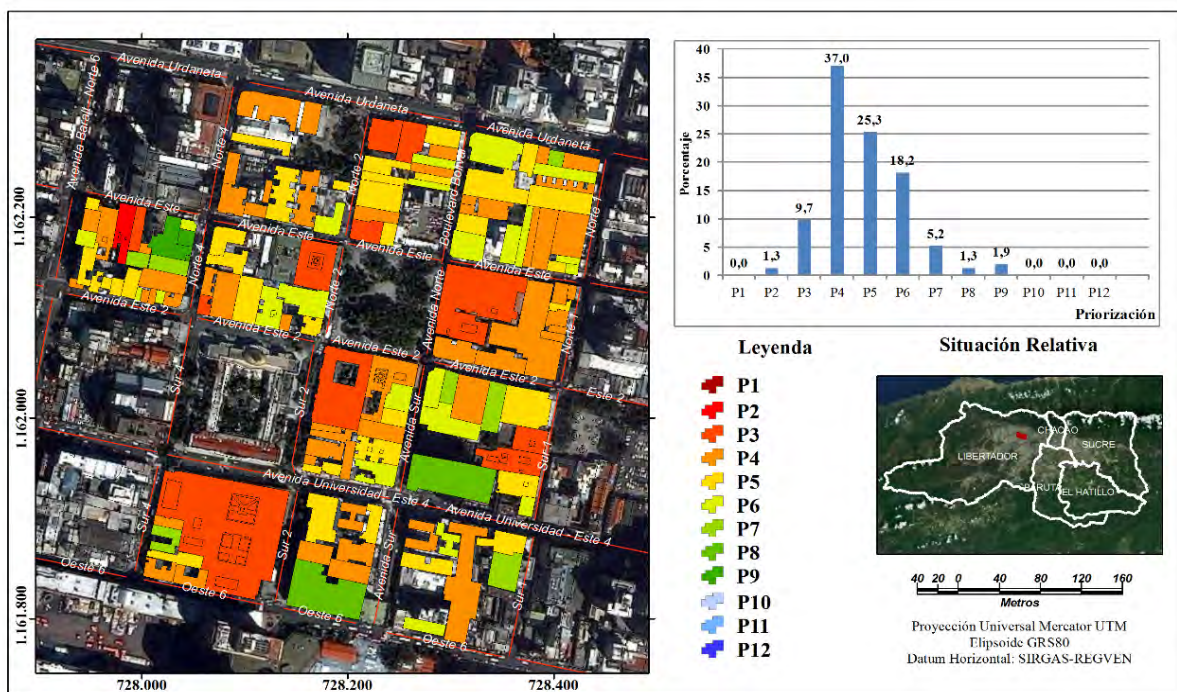 Avenida Urdaneta
Avenida Urdaneta
Avenida Urdaneta
Avenida Baralt - Norte 6
Norte 4
Norte 2
Boulevard Bolívar
Norte 1
Avenida Este
Avenida Este
Avenida Este
Avenida Este
Norte 4
Norte 2
Avenida Norte
Norte 1
Avenida Este 2
Avenida Este 2
Avenida Este 2
Avenida Este 2
Este 2
Sur 4
Sur 2
Avenida Sur
Sur 1
Avenida Universidad - Este 4
Avenida Universidad - Este 4
Sur 4
Sur 2
Avenida Sur
Sur 1
Oeste 6
Oeste 6
Oeste 6
Oeste 6
1.162.200
1.162.000
1.161.800
728.000
728.200
728.400
Porcentaje
40
35
30
25
20
15
10
5
0
0,0
1,3
9,7
37,0
25,3
18,2
5,2
1,3
1,9
0,0
0,0
0,0
P1 P2 P3 P4 P5 P6 P7 P8 P9 P10 P11 P12
Priorización
Leyenda
P1
P2
P3
P4
P5
P6
P7
P8
P9
P10
P11
P12
Situación Relativa
CHACAO
SUCRE
LIBERTADOR
EL HATILLO
40 20 0 40 80 120 160
Metros
Proyección Universal Mercator UTM
Elipsoide GRS80
Datum Horizontal: SIRGAS-REGVEN